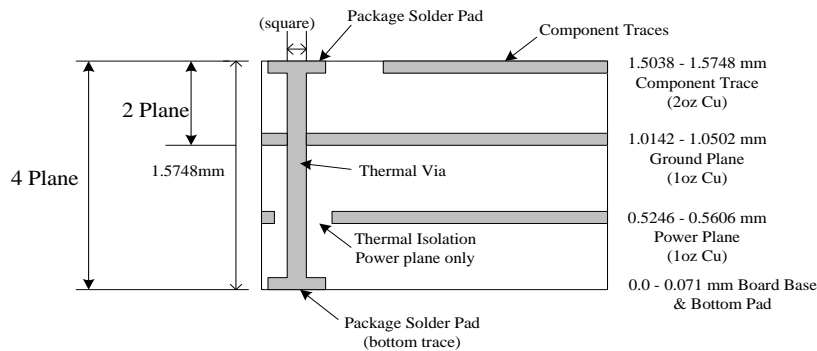 (square)
Package Solder Pad
Component Traces
1.5038 - 1.5748 mm
Component Trace
(2oz Cu)
2 Plane
1.0142 - 1.0502 mm
Ground Plane
(1oz Cu)
4 Plane
1.5748mm
Thermal Via
0.5246 - 0.5606 mm
Power Plane
(1oz Cu)
Thermal Isolation
Power plane only
0.0 - 0.071 mm Board Base
& Bottom Pad
Package Solder Pad
(bottom trace)